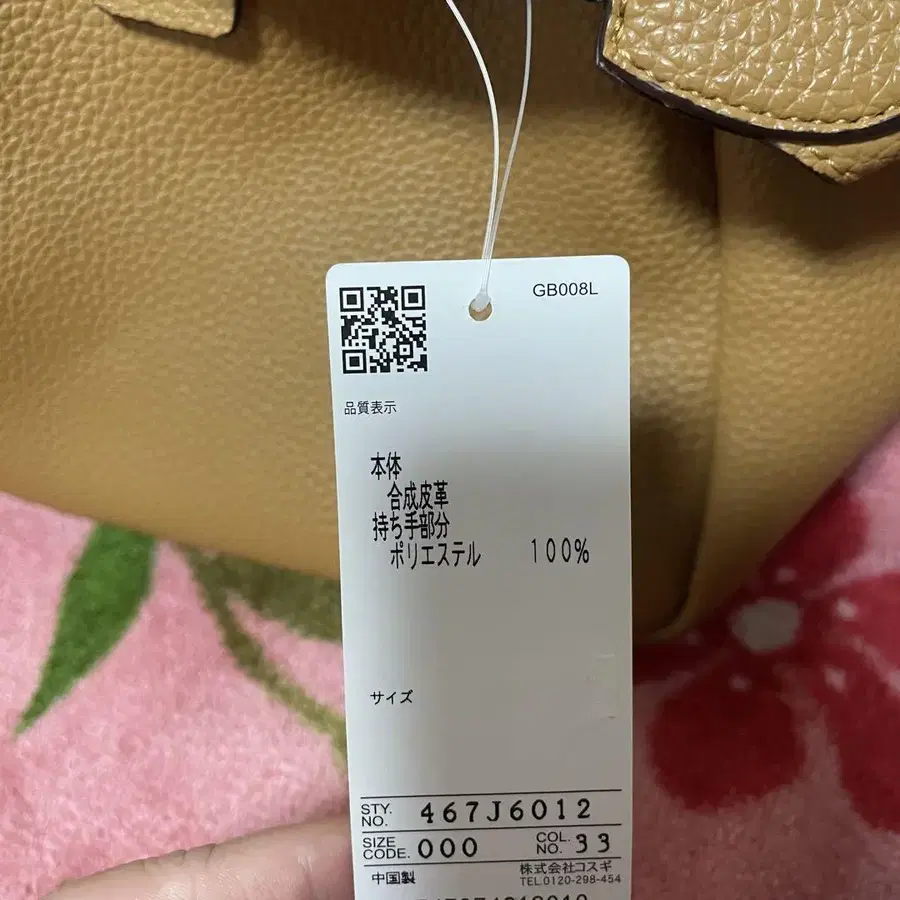 GB008L
品質表示
本体
合成皮革
持ち手部分
ポリエステル 100%
サイズ
STY. NO. 467J6012
SIZE CODE. 000 COL. NO. 33
中国製 株式会社コスギ
TEL.0120-298-454